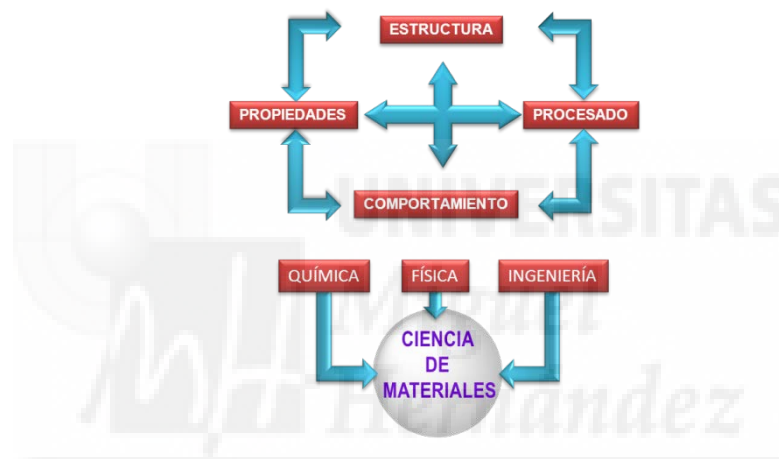 ESTRUCTURA
PROPIEDADES
PROCESADO
COMPORTAMIENTO
UNIVERSITAS
QUÍMICA
FÍSICA
INGENIERÍA
Miguel
CIENCIA
DE
MATERIALES
Hernández